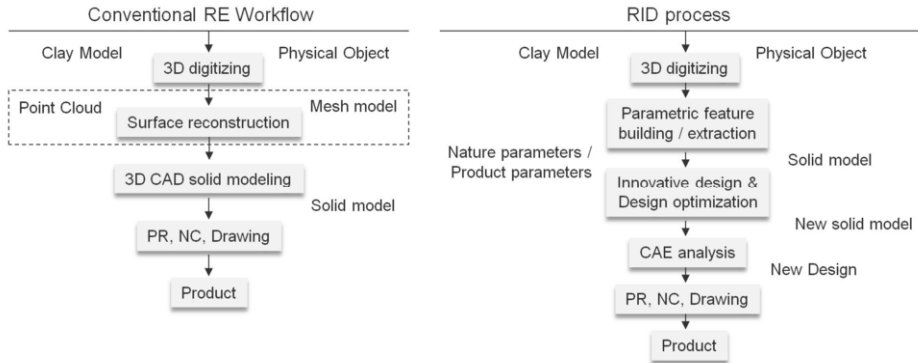 Conventional RE Workflow
Clay Model
Physical Object
3D digitizing
Point Cloud
Mesh model
Surface reconstruction
3D CAD solid modeling
Solid model
PR, NC, Drawing
Product
RID process
Clay Model
Physical Object
3D digitizing
Parametric feature
building / extraction
Nature parameters /
Product parameters
Solid model
Innovative design &
Design optimization
New solid model
CAE analysis
New Design
PR, NC, Drawing
Product